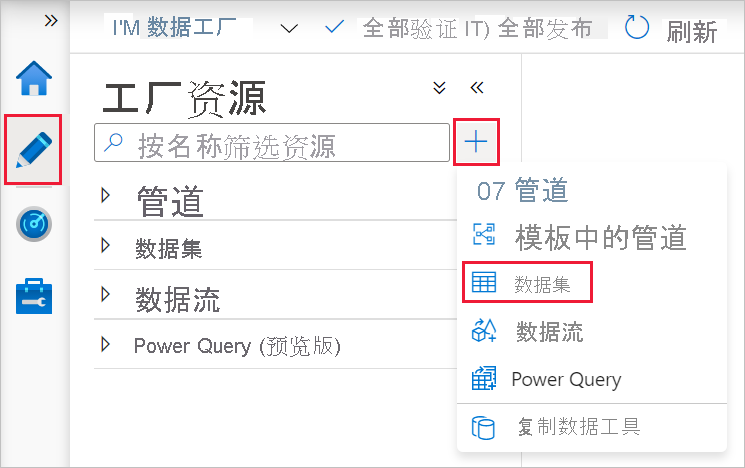 I'M 数据工厂 全部验证 IT) 全部发布 刷新
工厂资源
按名称筛选资源
管道
数据集
数据流
Power Query (预览版)
07 管道
模板中的管道
数据集
数据流
Power Query
复制数据工具